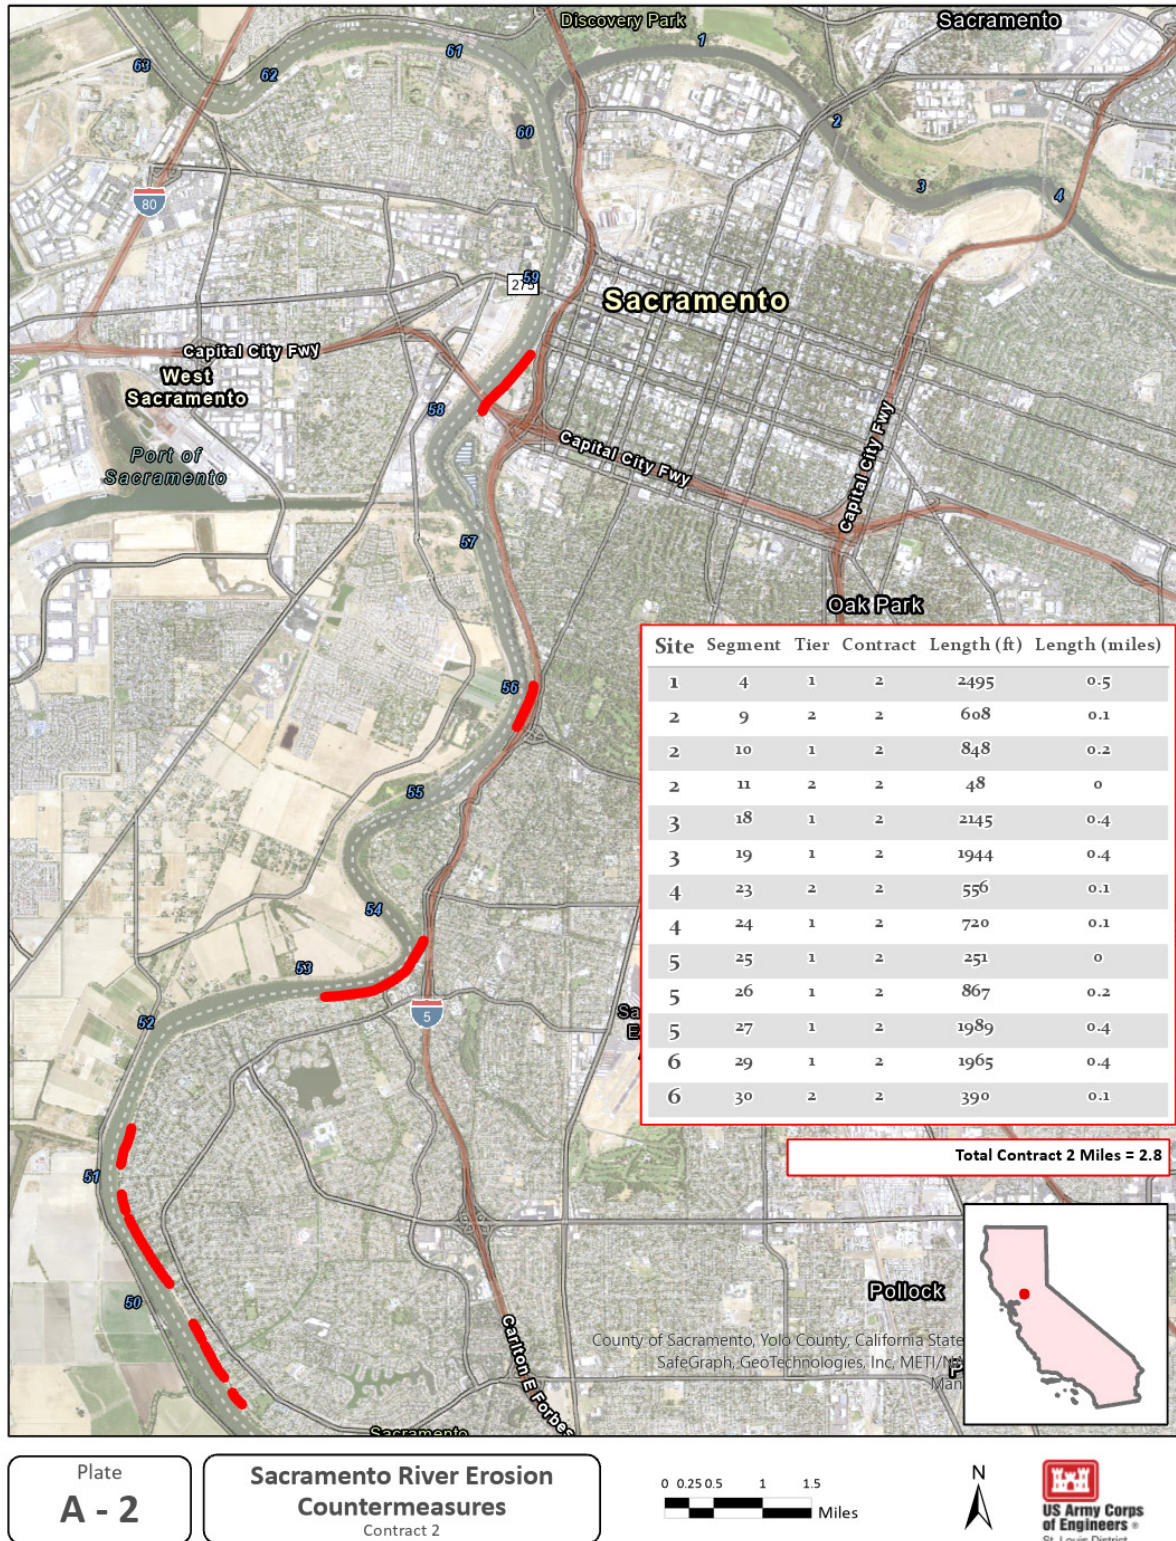 Discovery Park
Sacramento
1
61
62
63
60
2
3
4
80
59
275
Sacramento
Capital City Fwy
West
Sacramento
58
Port of
Sacramento
Capital City Fwy
Capital City Fwy
57
Oak Park
56
55
54
53
52
5
51
50
Site Segment Tier Contract Length (ft) Length (miles)
1 4 1 2 2495 0.5
2 9 2 2 608 0.1
2 10 1 2 848 0.2
2 11 2 2 48 0
3 18 1 2 2145 0.4
3 19 1 2 1944 0.4
4 23 2 2 556 0.1
4 24 1 2 720 0.1
5 25 1 2 251 0
5 26 1 2 867 0.2
5 27 1 2 1989 0.4
6 29 1 2 1965 0.4
6 30 2 2 390 0.1
Total Contract 2 Miles = 2.8
Pollock
Carlton E Forbes
County of Sacramento, Yolo County, California State
SafeGraph, GeoTechnologies, Inc, METI/
Sacramento
Plate
A - 2
Sacramento River Erosion
Countermeasures
Contract 2
0 0.25 0.5 1 1.5
Miles
N
US Army Corps
of Engineers ®
St. Louis District